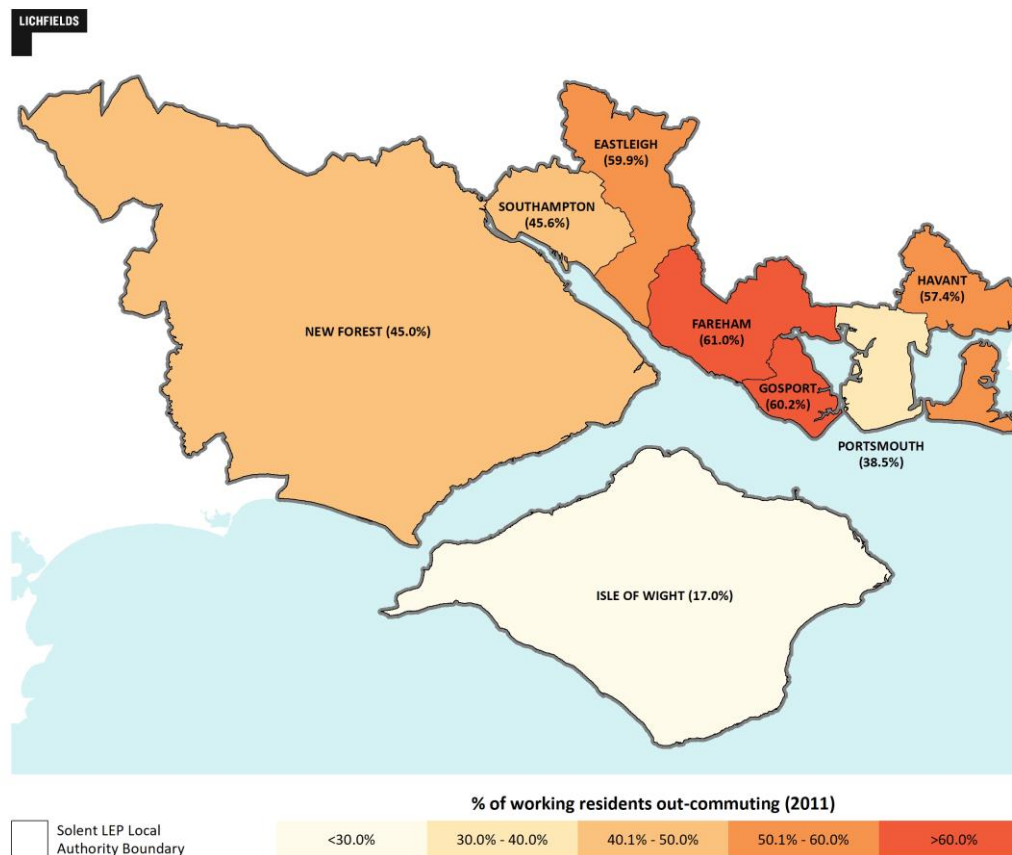 LICHFIELDS
EASTLEIGH
(59.9%)
SOUTHAMPTON
(45.6%)
HAVANT
(57.4%)
NEW FOREST (45.0%)
FAREHAM
(61.0%)
GOSPORT
(60.2%)
PORTSMOUTH
(38.5%)
ISLE OF WIGHT (17.0%)
% of working residents out-commuting (2011)
Solent LEP Local
Authority Boundary
<30.0%
30.0% - 40.0%
40.1% - 50.0%
50.1% - 60.0%
>60.0%